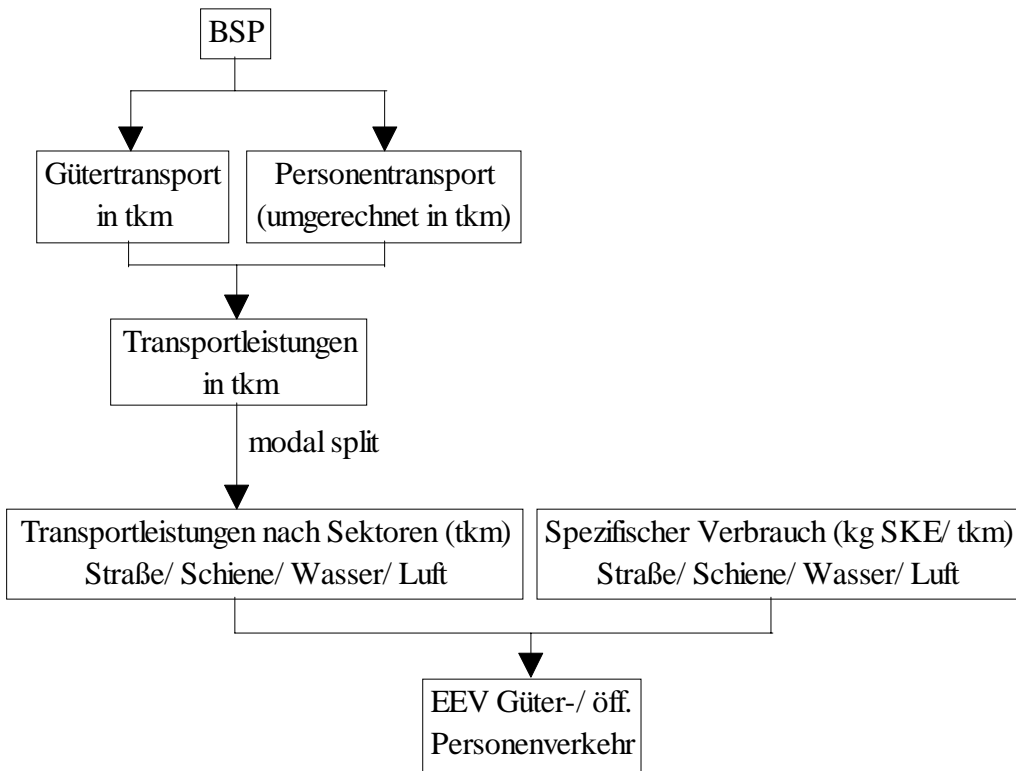 BSP
Gütertransport
in tkm
Personentransport
(umgerechnet in tkm)
Transportleistungen
in tkm
modal split
Transportleistungen nach Sektoren (tkm)
Straße/ Schiene/ Wasser/ Luft
Spezifischer Verbrauch (kg SKE/ tkm)
Straße/ Schiene/ Wasser/ Luft
EEV Güter-/ öff.
Personenverkehr